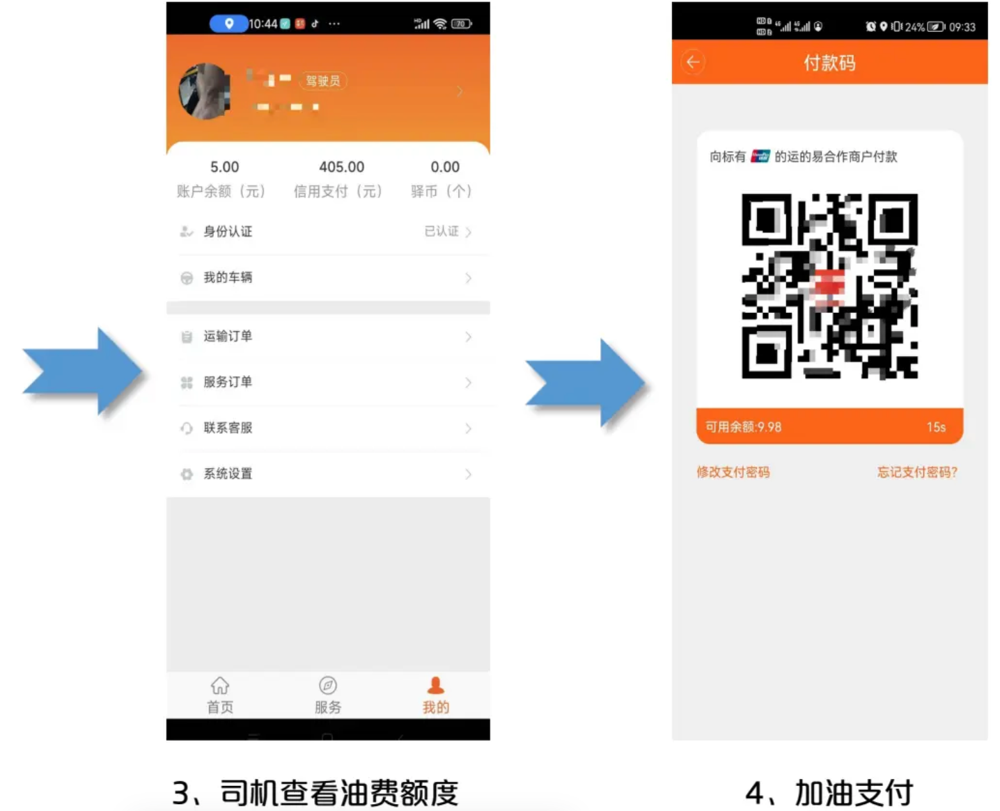 10:44
70
驾驶员
5.00
405.00
0.00
账户余额（元）
信用支付（元）
驿币（个）
身份认证
已认证
我的车辆
运输订单
服务订单
联系客服
系统设置
首页
服务
我的
3、司机查看油费额度
24%
09:33
付款码
向标有 UnionPay 银联 的运的易合作商户付款
可用余额:9.98
15s
修改支付密码
忘记支付密码?
4、加油支付